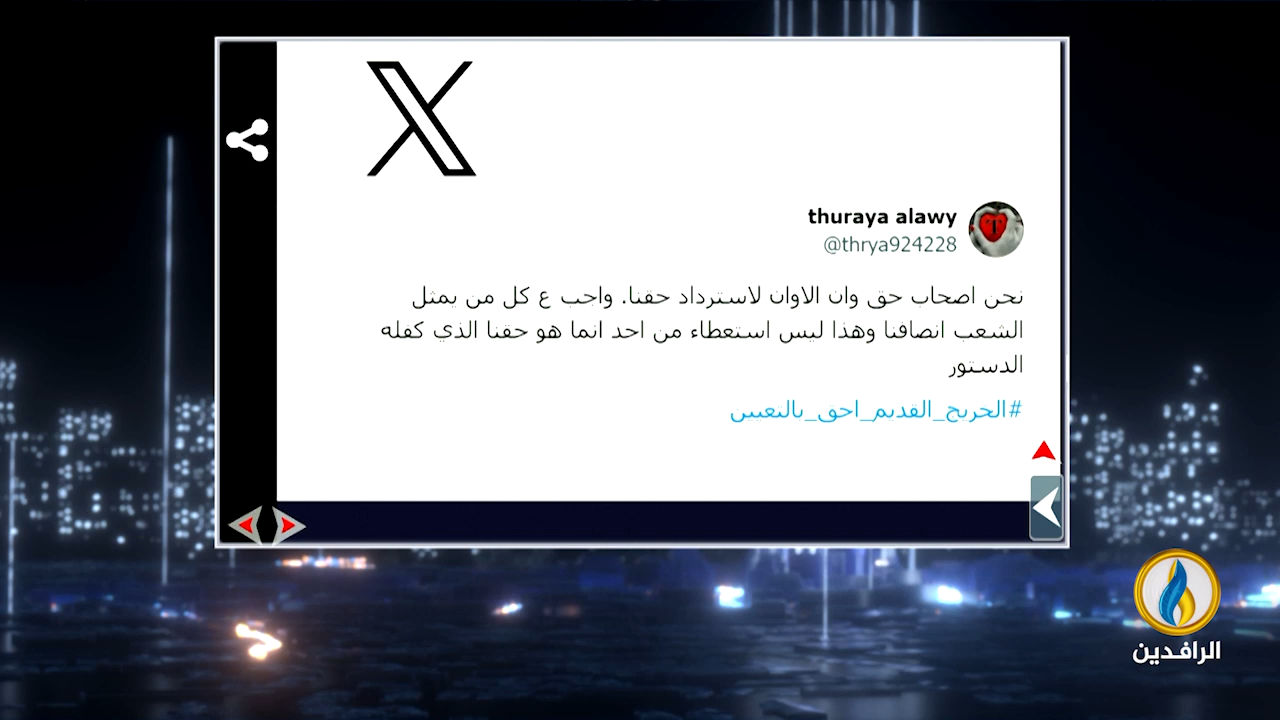 thuraya alawy
@thrya924228
نحن اصحاب حق وان الاوان لاسترداد حقنا. واجب ع كل من يمثل
الشعب انصافنا وهذا ليس استعطاء من احد انما هو حقنا الذي كفله
الدستور
#الخريج_القديم_احق_بالتعيين
الرافدين